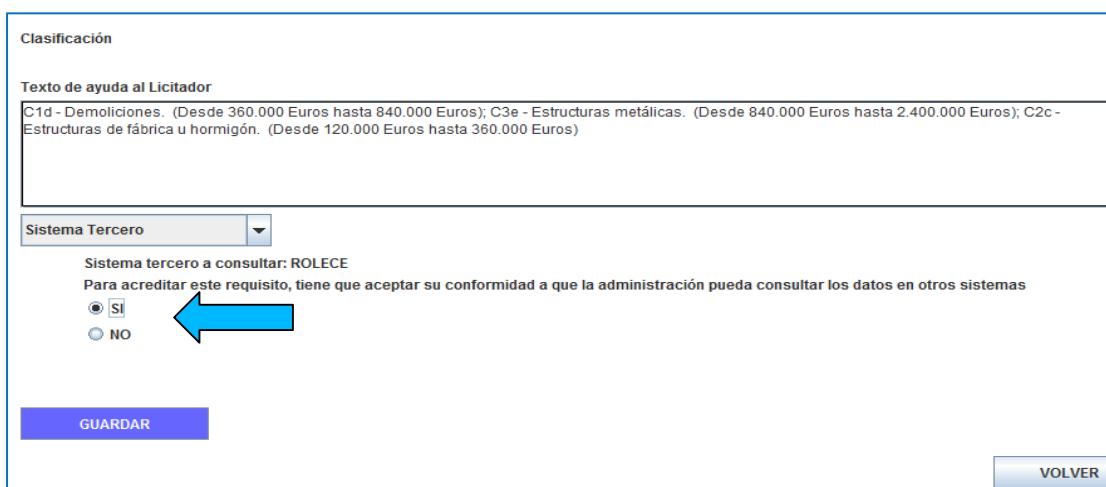 Clasificación
Texto de ayuda al Licitador
C1d - Demoliciones.  (Desde 360.000 Euros hasta 840.000 Euros); C3e - Estructuras metálicas.  (Desde 840.000 Euros hasta 2.400.000 Euros); C2c -
Estructuras de fábrica u hormigón.  (Desde 120.000 Euros hasta 360.000 Euros)
Sistema Tercero
Sistema tercero a consultar: ROLECE
Para acreditar este requisito, tiene que aceptar su conformidad a que la administración pueda consultar los datos en otros sistemas
SI
NO
GUARDAR
VOLVER